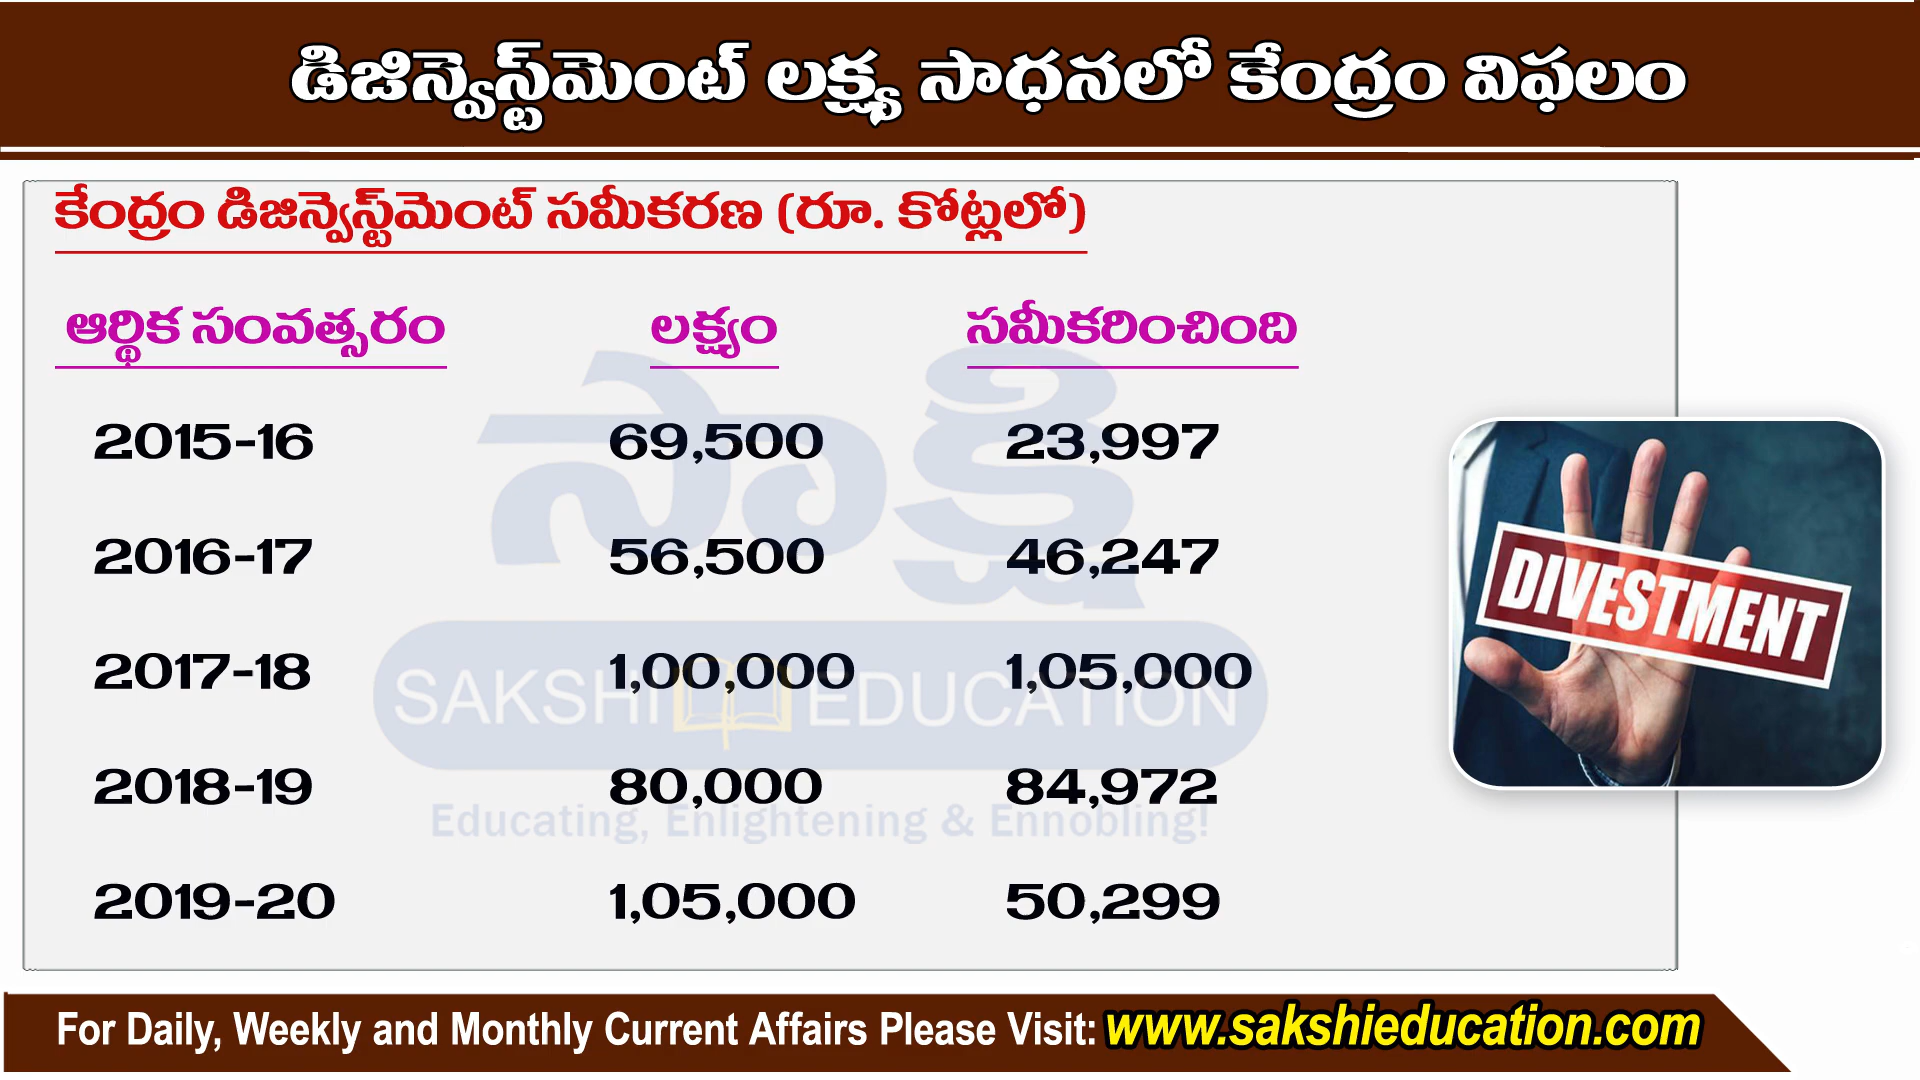 డిజిన్వెస్ట్‌మెంట్ లక్ష్య సాధనలో కేంద్రం విఫలం
కేంద్రం డిజిన్వెస్ట్‌మెంట్ సమీకరణ (రూ. కోట్లలో)
ఆర్థిక సంవత్సరం లక్ష్యం సమీకరించింది
2015-16 69,500 23,997
2016-17 56,500 46,247
2017-18 1,00,000 1,05,000
2018-19 80,000 84,972
2019-20 1,05,000 50,299
సాక్షి
SAKSHI EDUCATION
Educating, Enlightening & Ennobling!
DIVESTMENT
For Daily, Weekly and Monthly Current Affairs Please Visit: www.sakshieducation.com